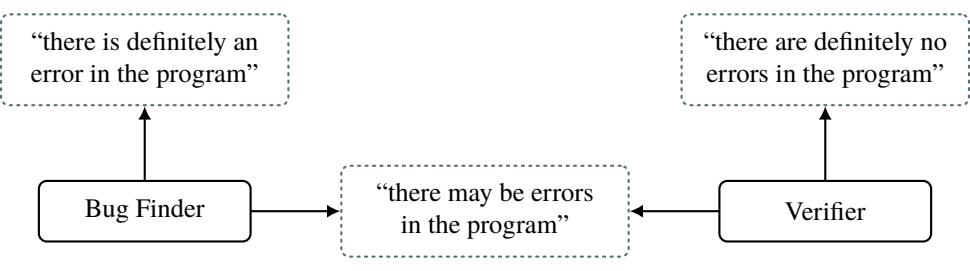 “there is definitely an
error in the program”
“there are definitely no
errors in the program”
Bug Finder
“there may be errors
in the program”
Verifier